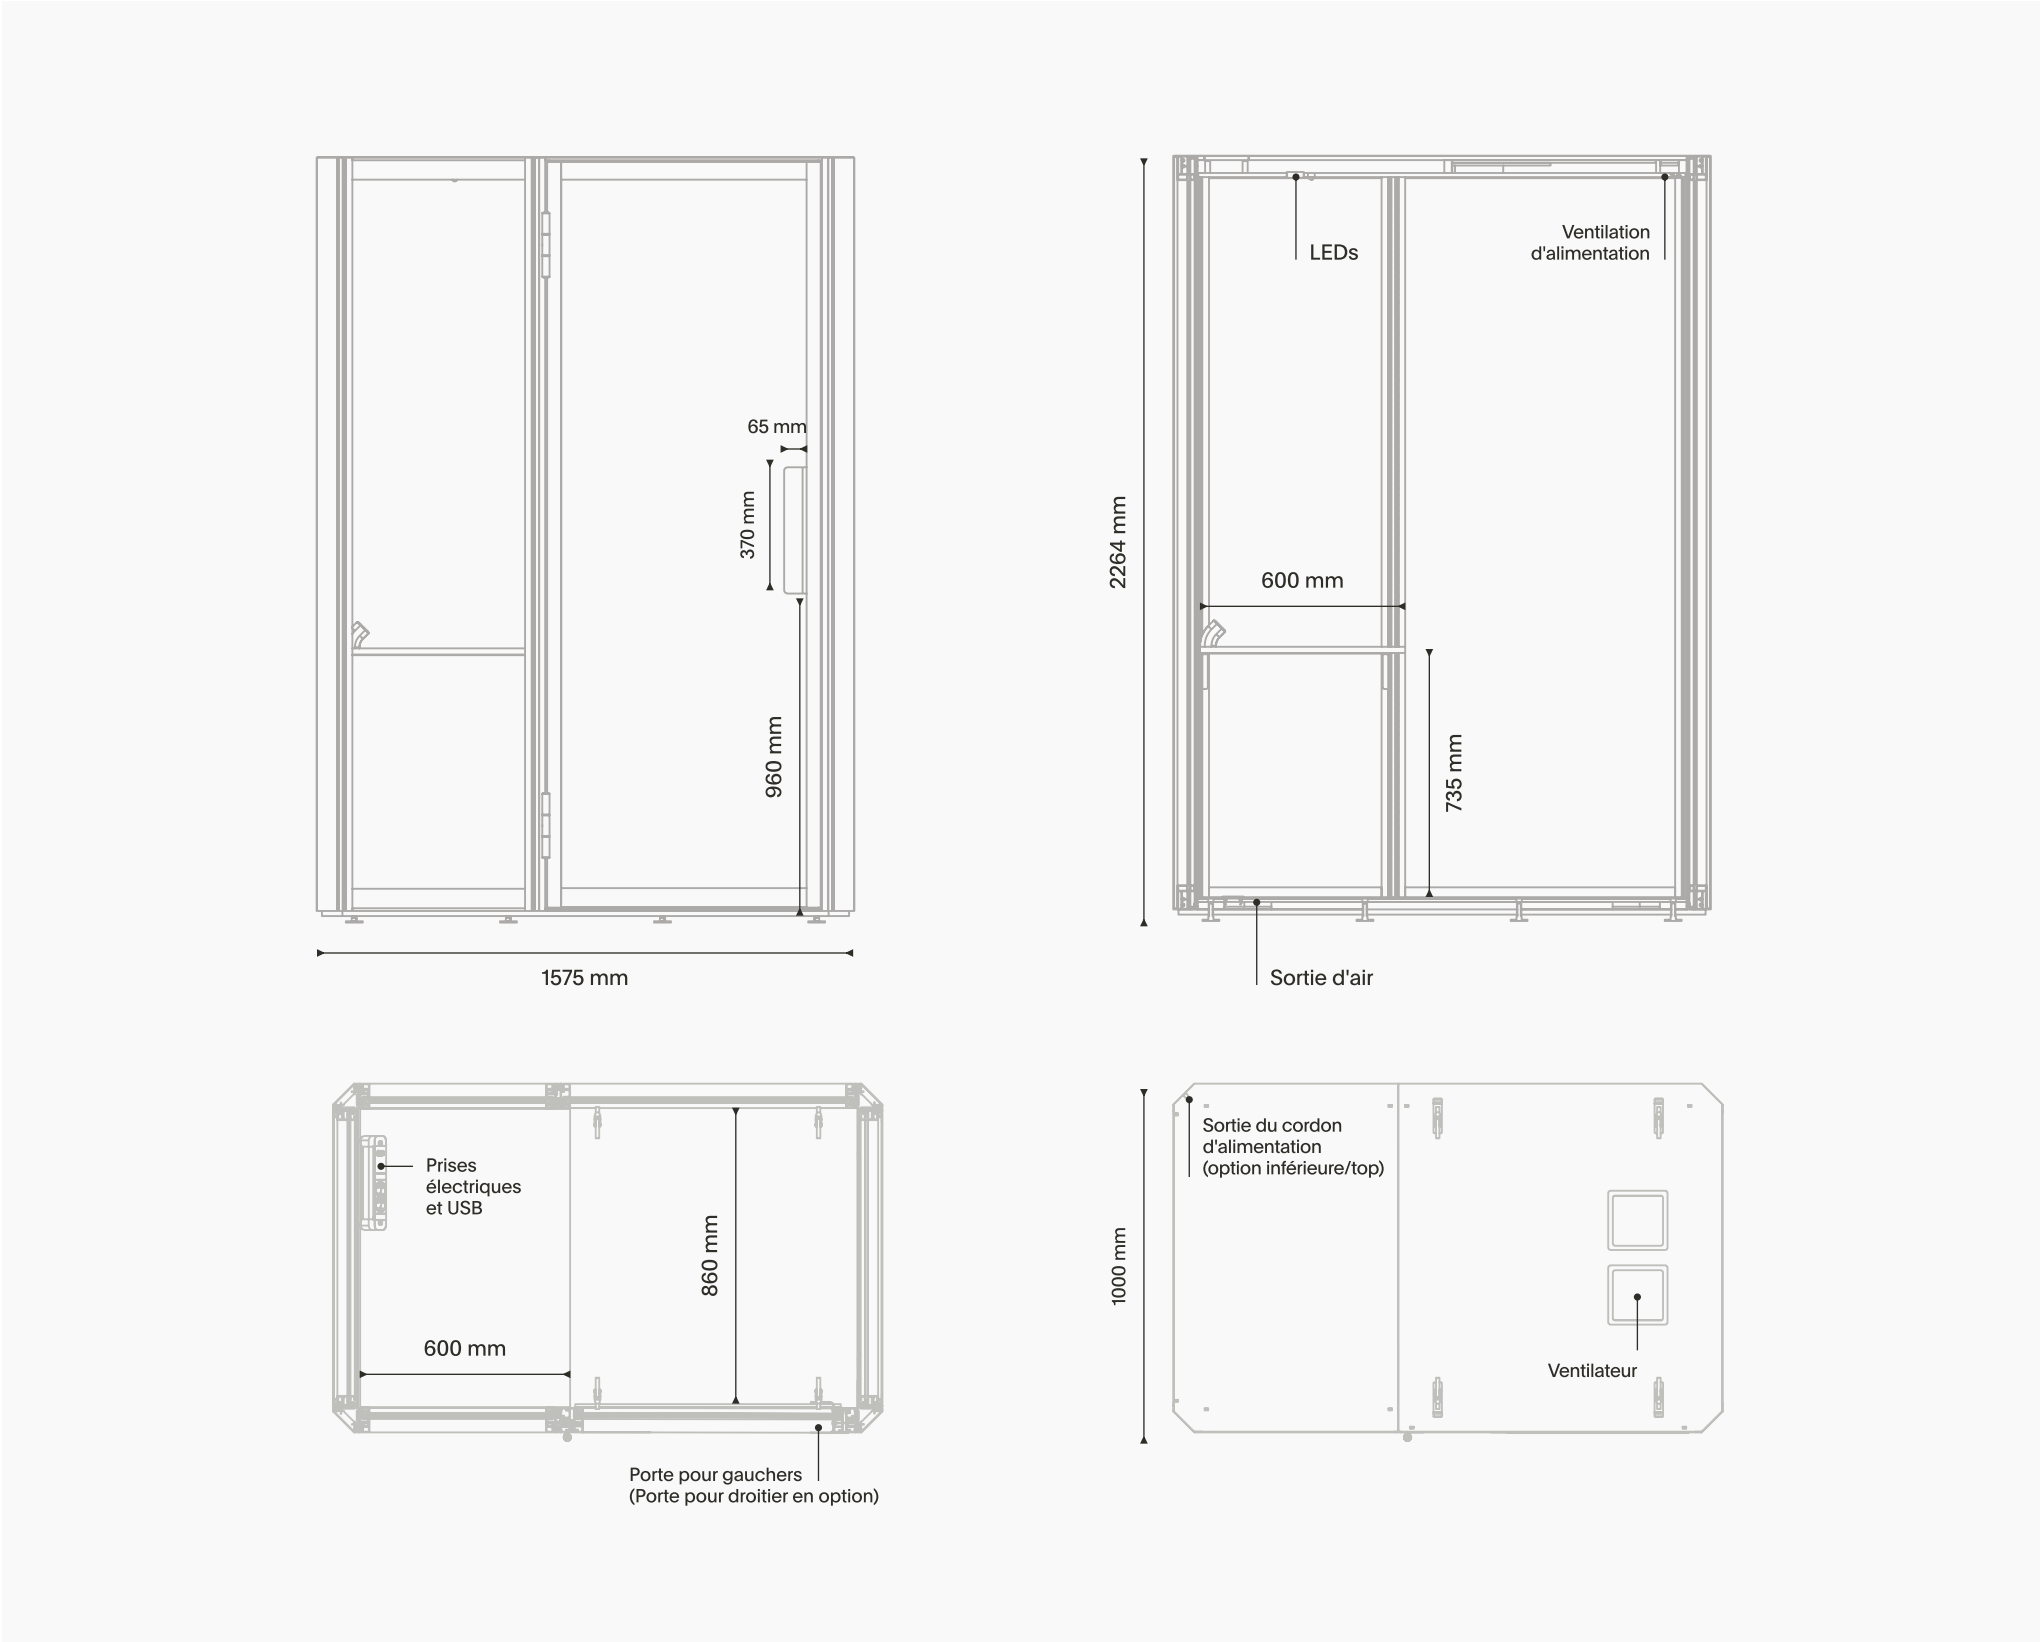 65 mm
370 mm
960 mm
1575 mm
LEDs
Ventilation
d'alimentation
2264 mm
600 mm
735 mm
Sortie d'air
Prises
électriques
et USB
860 mm
600 mm
Porte pour gauchers
(Porte pour droitier en option)
Sortie du cordon
d'alimentation
(option inférieure/top)
1000 mm
Ventilateur